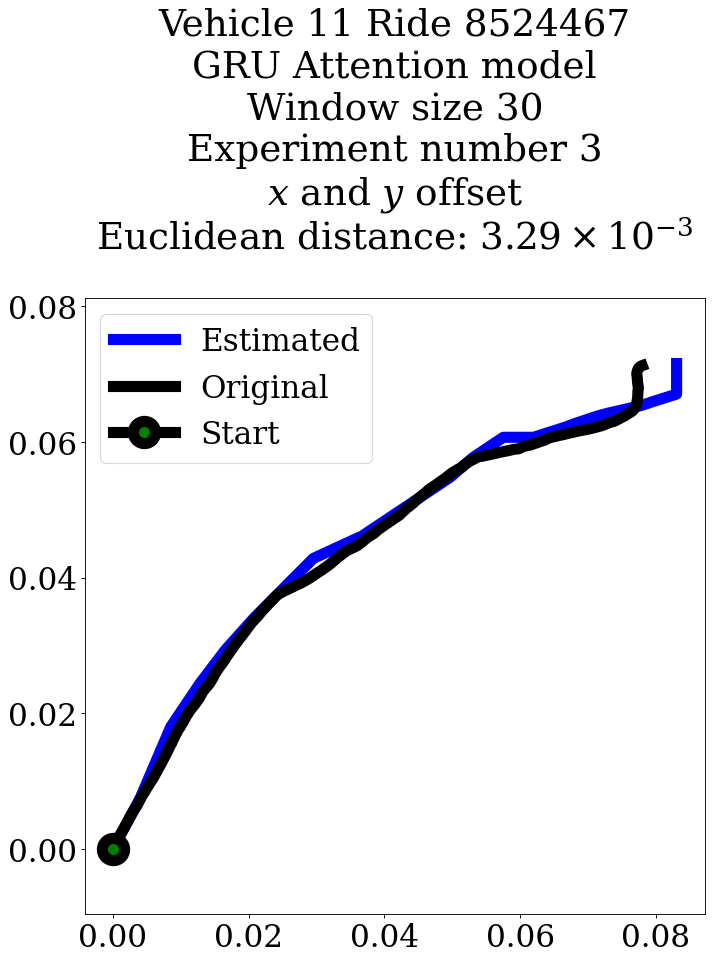 Vehicle 11 Ride 8524467
GRU Attention model
Window size 30
Experiment number 3
x and y offset
Euclidean distance: 3.29 × 10⁻³
0.08
0.06
0.04
0.02
0.00
Estimated
Original
Start
0.00 0.02 0.04 0.06 0.08